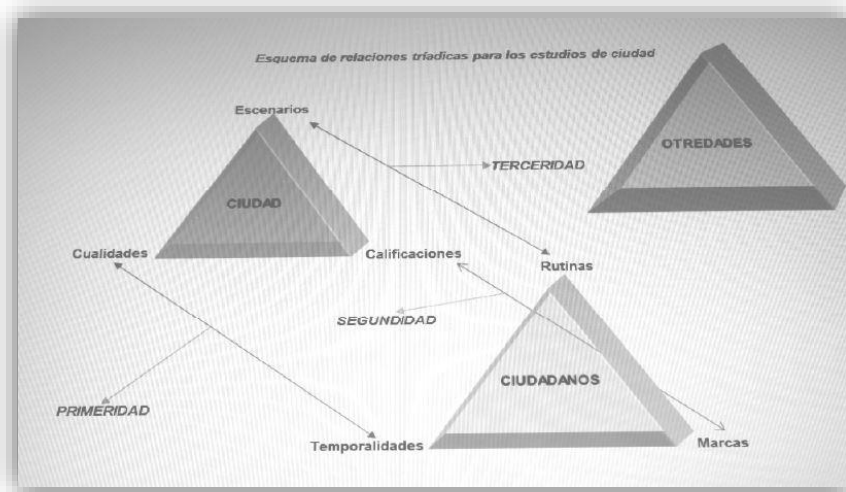 Esquema de relaciones tríadicas para los estudios de ciudad
Escenarios
OTREDADES
TERCERIDAD
CIUDAD
Cualidades
Calificaciones
Rutinas
SEGUNDIDAD
CIUDADANOS
PRIMERIDAD
Temporalidades
Marcas